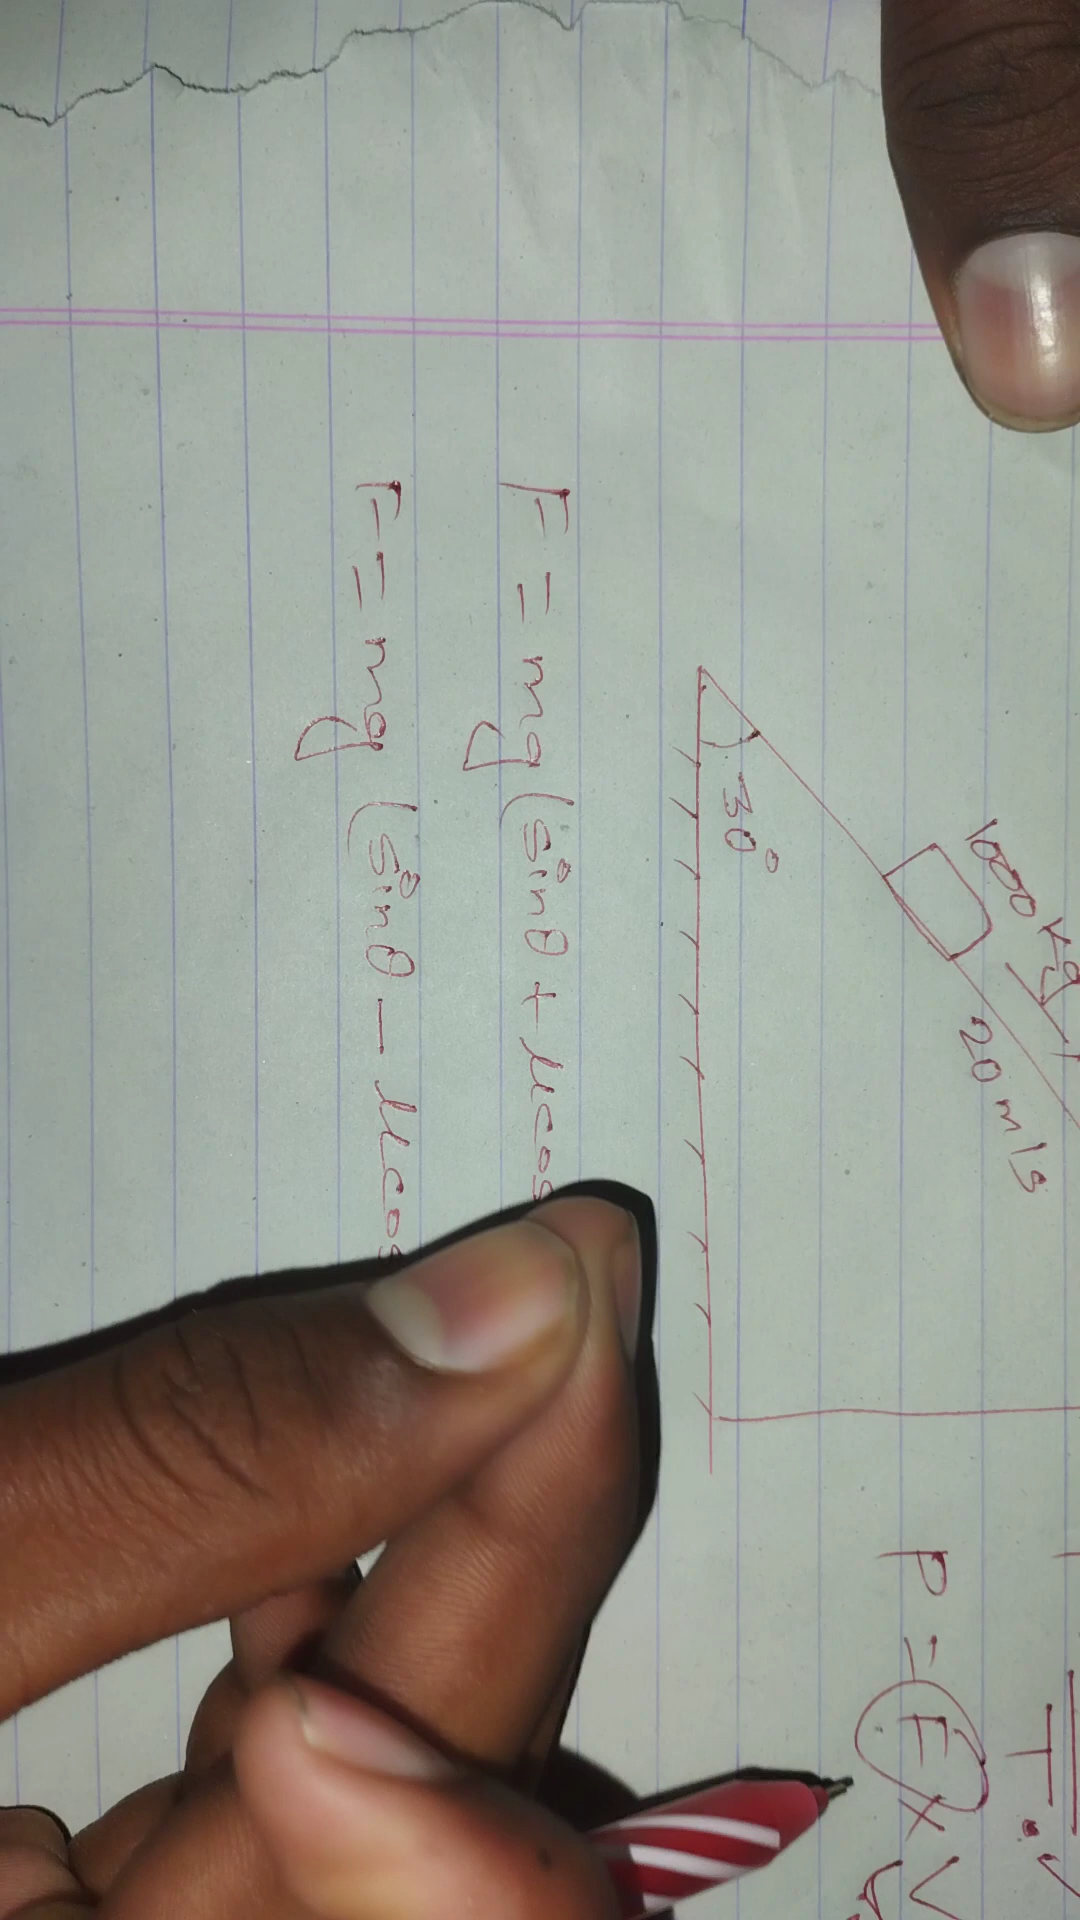 1000 kg
20 m/s
30°
P = F x V
F = mg (sinθ + μcos
F = mg (sinθ - μcos